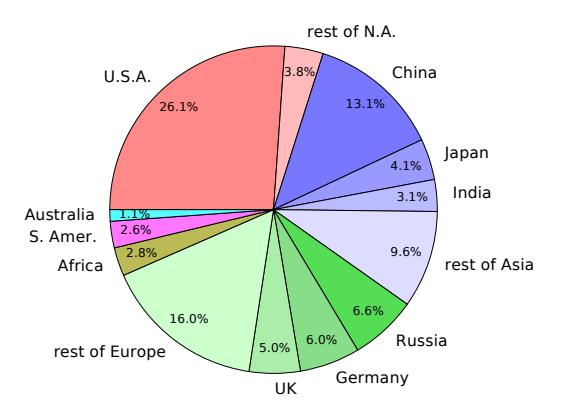 rest of N.A.
3.8%
China
13.1%
Japan
4.1%
India
3.1%
rest of Asia
9.6%
Russia
6.6%
Germany
6.0%
UK
5.0%
rest of Europe
16.0%
Africa
2.8%
S. Amer.
2.6%
Australia
1.1%
U.S.A.
26.1%